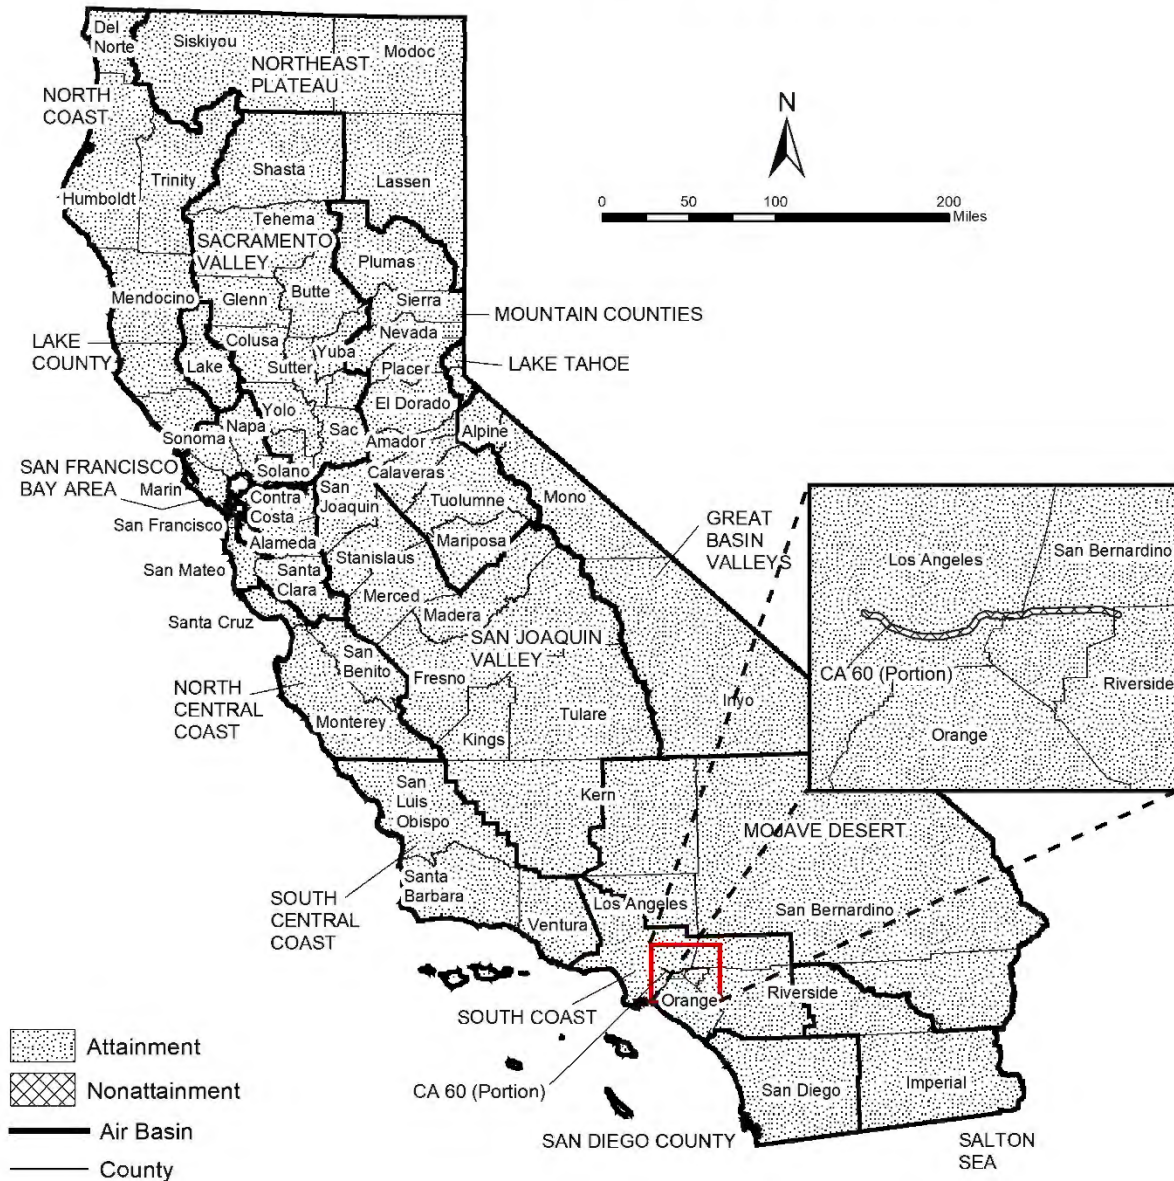 Del
Norte
Siskiyou
Modoc
NORTHEAST
PLATEAU
NORTH
COAST
N
Shasta
Trinity
Lassen
Humboldt
0 50 100 200
Miles
Tehema
SACRAMENTO
VALLEY
Plumas
Butte
Mendocino
Glenn
Sierra
MOUNTAIN COUNTIES
Nevada
LAKE
COUNTY
Colusa
Yuba
LAKE TAHOE
Lake
Sutter
Placer
El Dorado
Yolo
Napa
Sac
Alpine
Sonoma
Amador
SAN FRANCISCO
BAY AREA
Solano
Calaveras
Marin
Contra
Costa
San
Joaquin
Tuolumne
Mono
San Francisco
GREAT
BASIN
VALLEYS
Alameda
Mariposa
Stanislaus
San Mateo
Santa
Clara
Merced
Madera
Santa Cruz
SAN JOAQUIN
VALLEY
San
Benito
Fresno
NORTH
CENTRAL
COAST
Monterey
Tulare
Inyo
Kings
Los Angeles
San Bernardino
CA 60 (Portion)
Riverside
Orange
San
Luis
Obispo
Kern
MOJAVE DESERT
Santa
Barbara
SOUTH
CENTRAL
COAST
Ventura
Los Angeles
San Bernardino
Orange
Riverside
SOUTH COAST
CA 60 (Portion)
San Diego
Imperial
SAN DIEGO COUNTY
SALTON
SEA
Attainment
Nonattainment
Air Basin
County